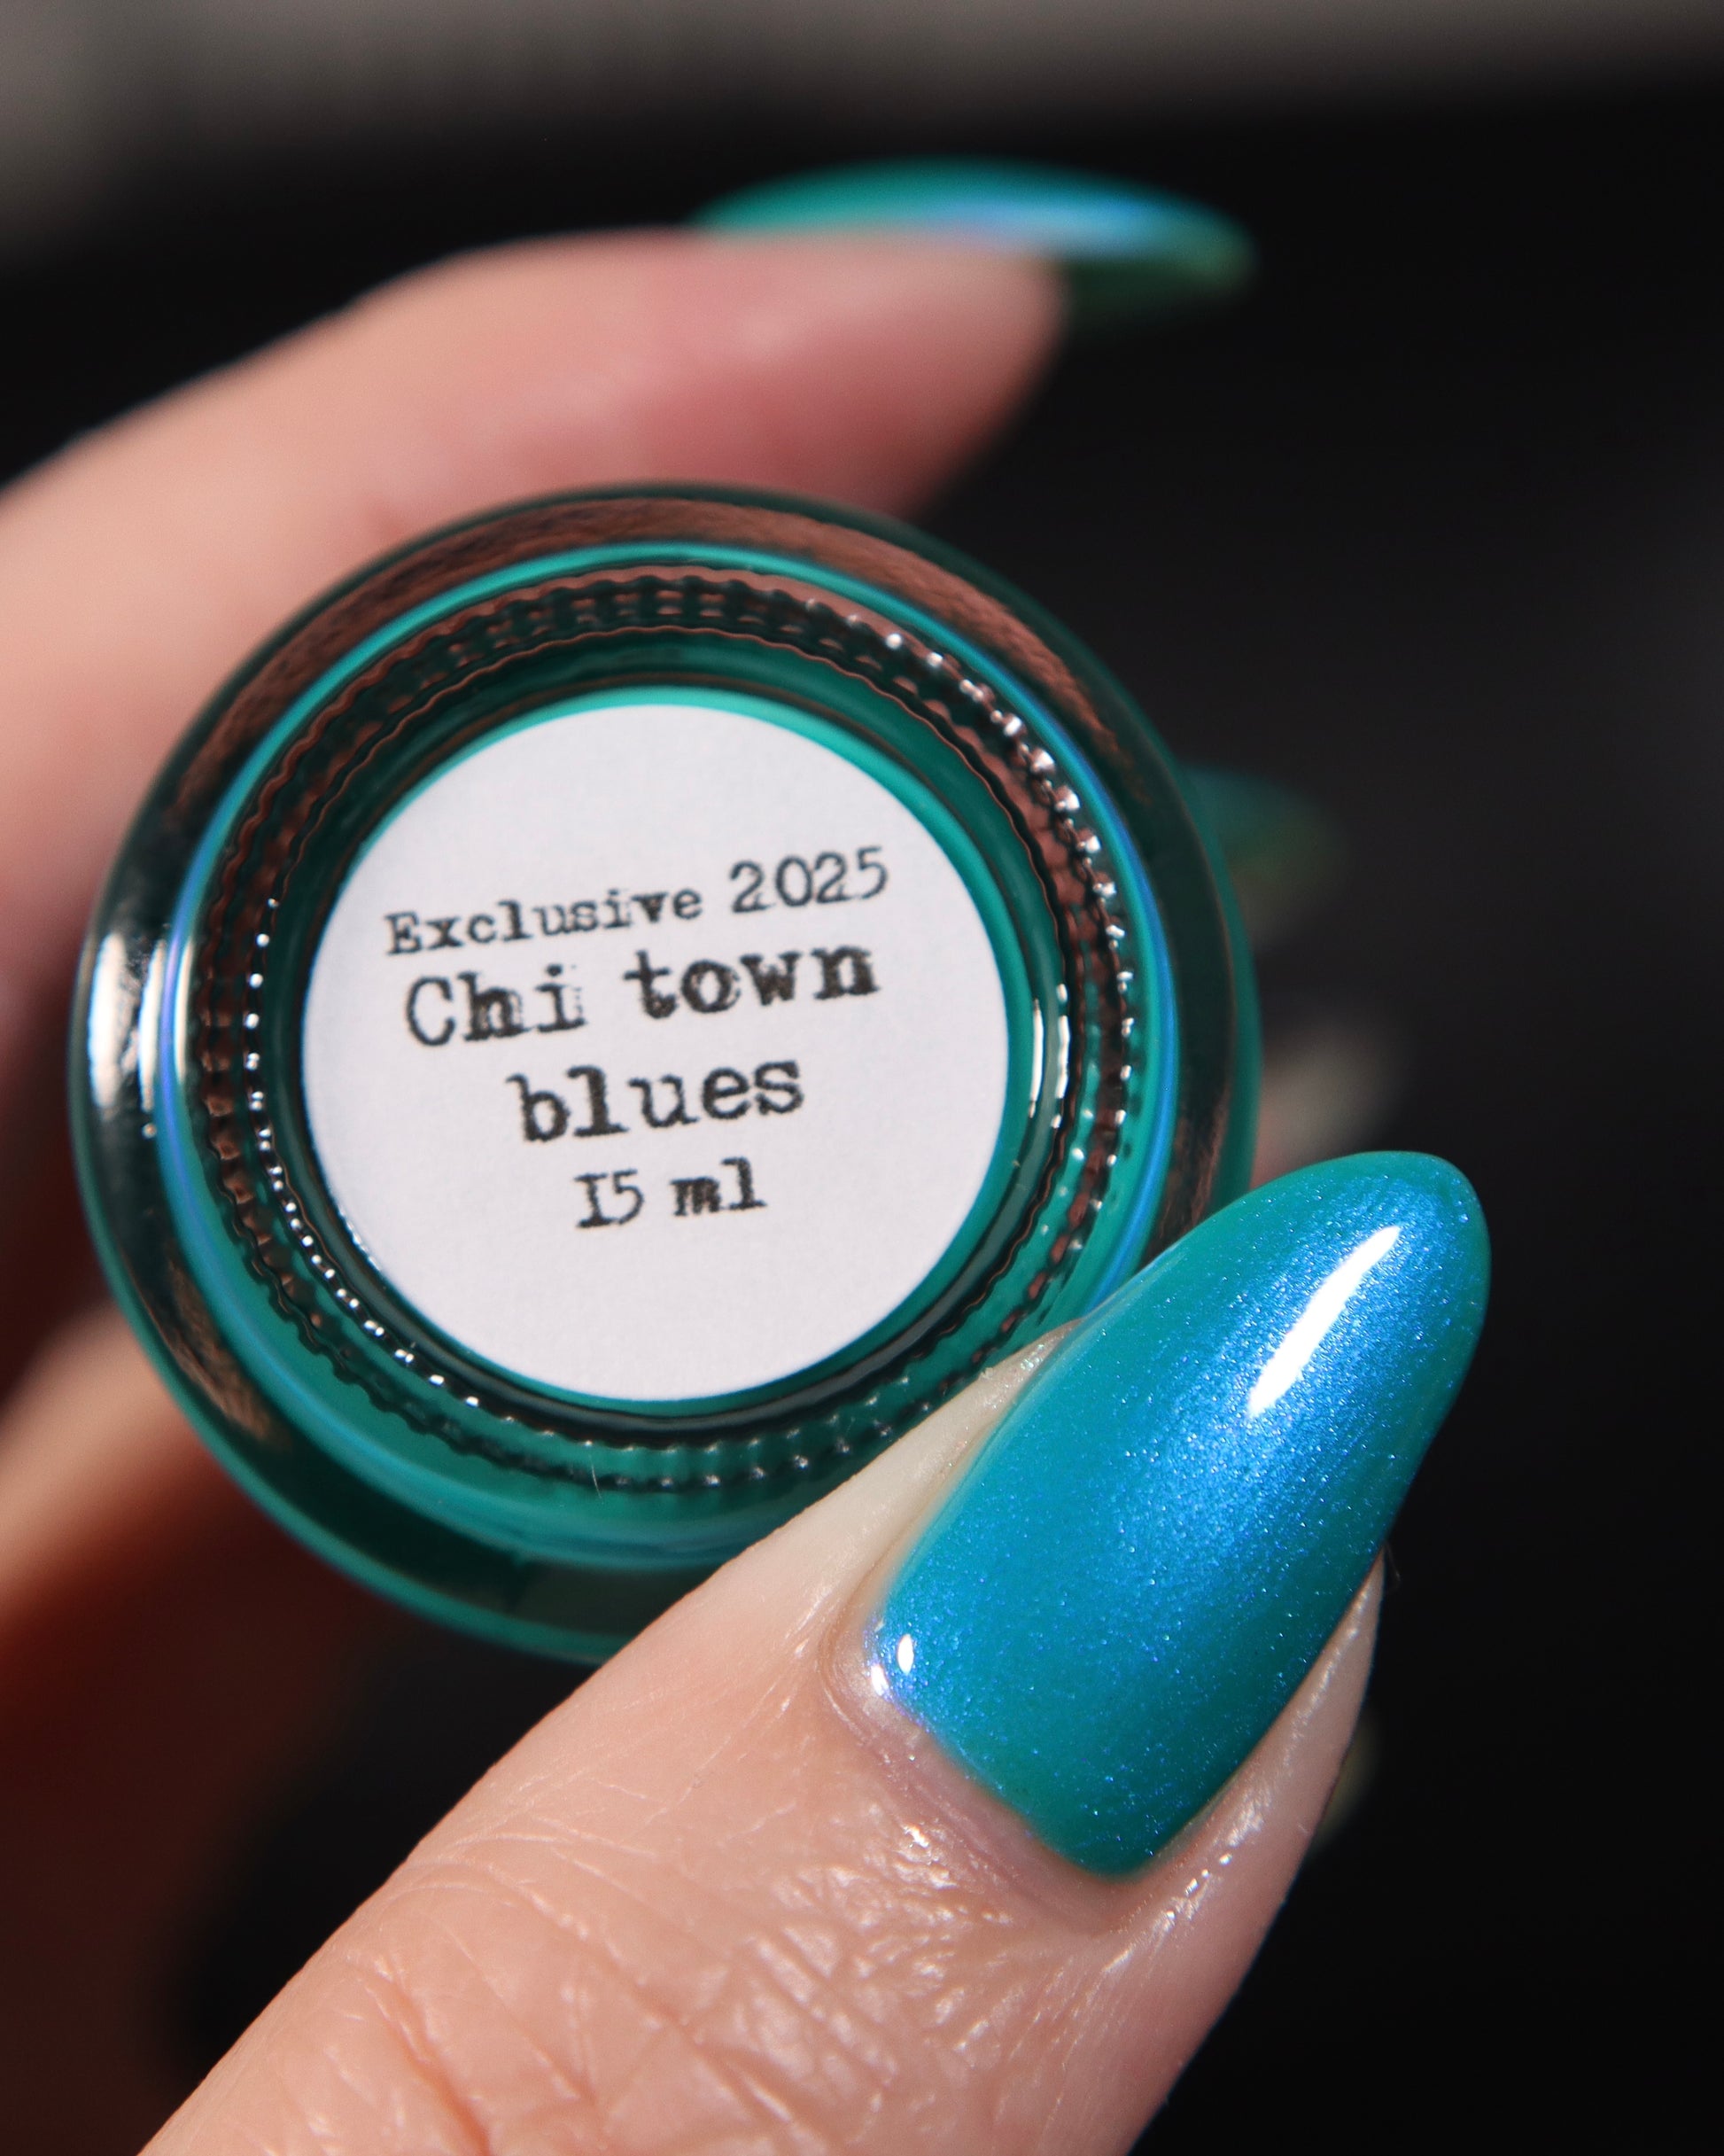 Exclusive 2025
Chi town
blues
15 ml